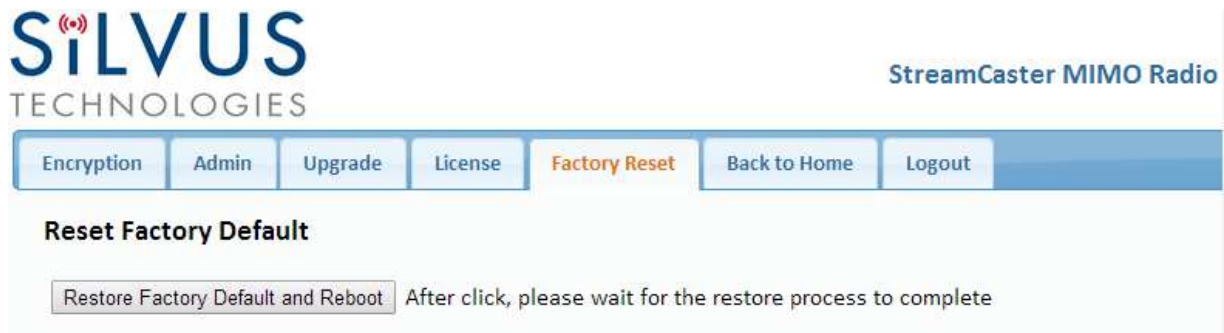 SiLVUS
TECHNOLOGIES
StreamCaster MIMO Radio
Encryption Admin Upgrade License Factory Reset Back to Home Logout
Reset Factory Default
Restore Factory Default and Reboot After click, please wait for the restore process to complete